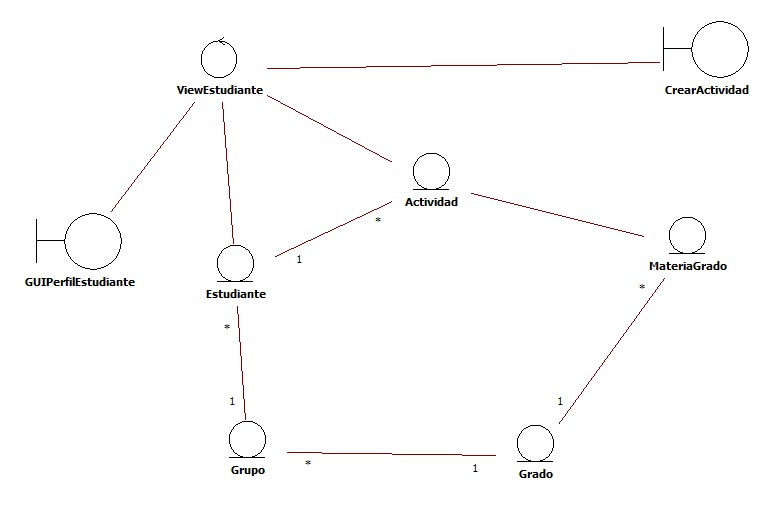 ViewEstudiante
CrearActividad
Actividad
*
1
MateriaGrado
GUIPerfilEstudiante
Estudiante
*
*
1
1
Grupo
*
1
Grado